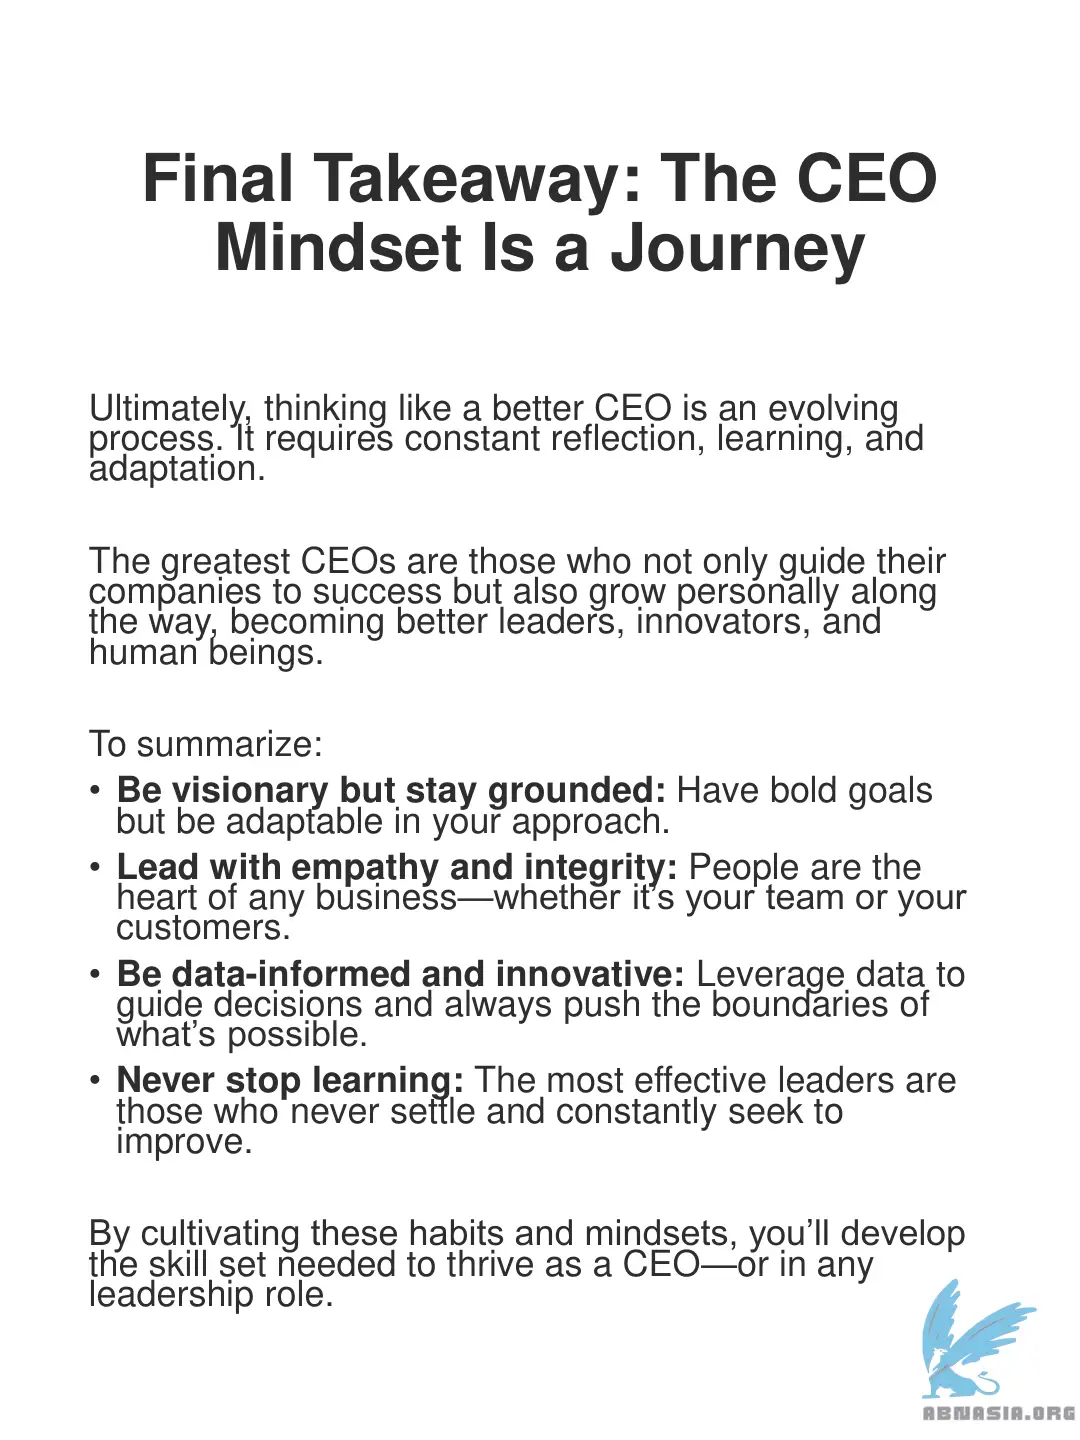 Final Takeaway: The CEO
Mindset Is a Journey
Ultimately, thinking like a better CEO is an evolving
process. It requires constant reflection, learning, and
adaptation.
The greatest CEOs are those who not only guide their
companies to success but also grow personally along
the way, becoming better leaders, innovators, and
human beings.
To summarize:
• Be visionary but stay grounded: Have bold goals
but be adaptable in your approach.
• Lead with empathy and integrity: People are the
heart of any business—whether it’s your team or your
customers.
• Be data-informed and innovative: Leverage data to
guide decisions and always push the boundaries of
what’s possible.
• Never stop learning: The most effective leaders are
those who never settle and constantly seek to
improve.
By cultivating these habits and mindsets, you’ll develop
the skill set needed to thrive as a CEO—or in any
leadership role.
ABNASIA.ORG